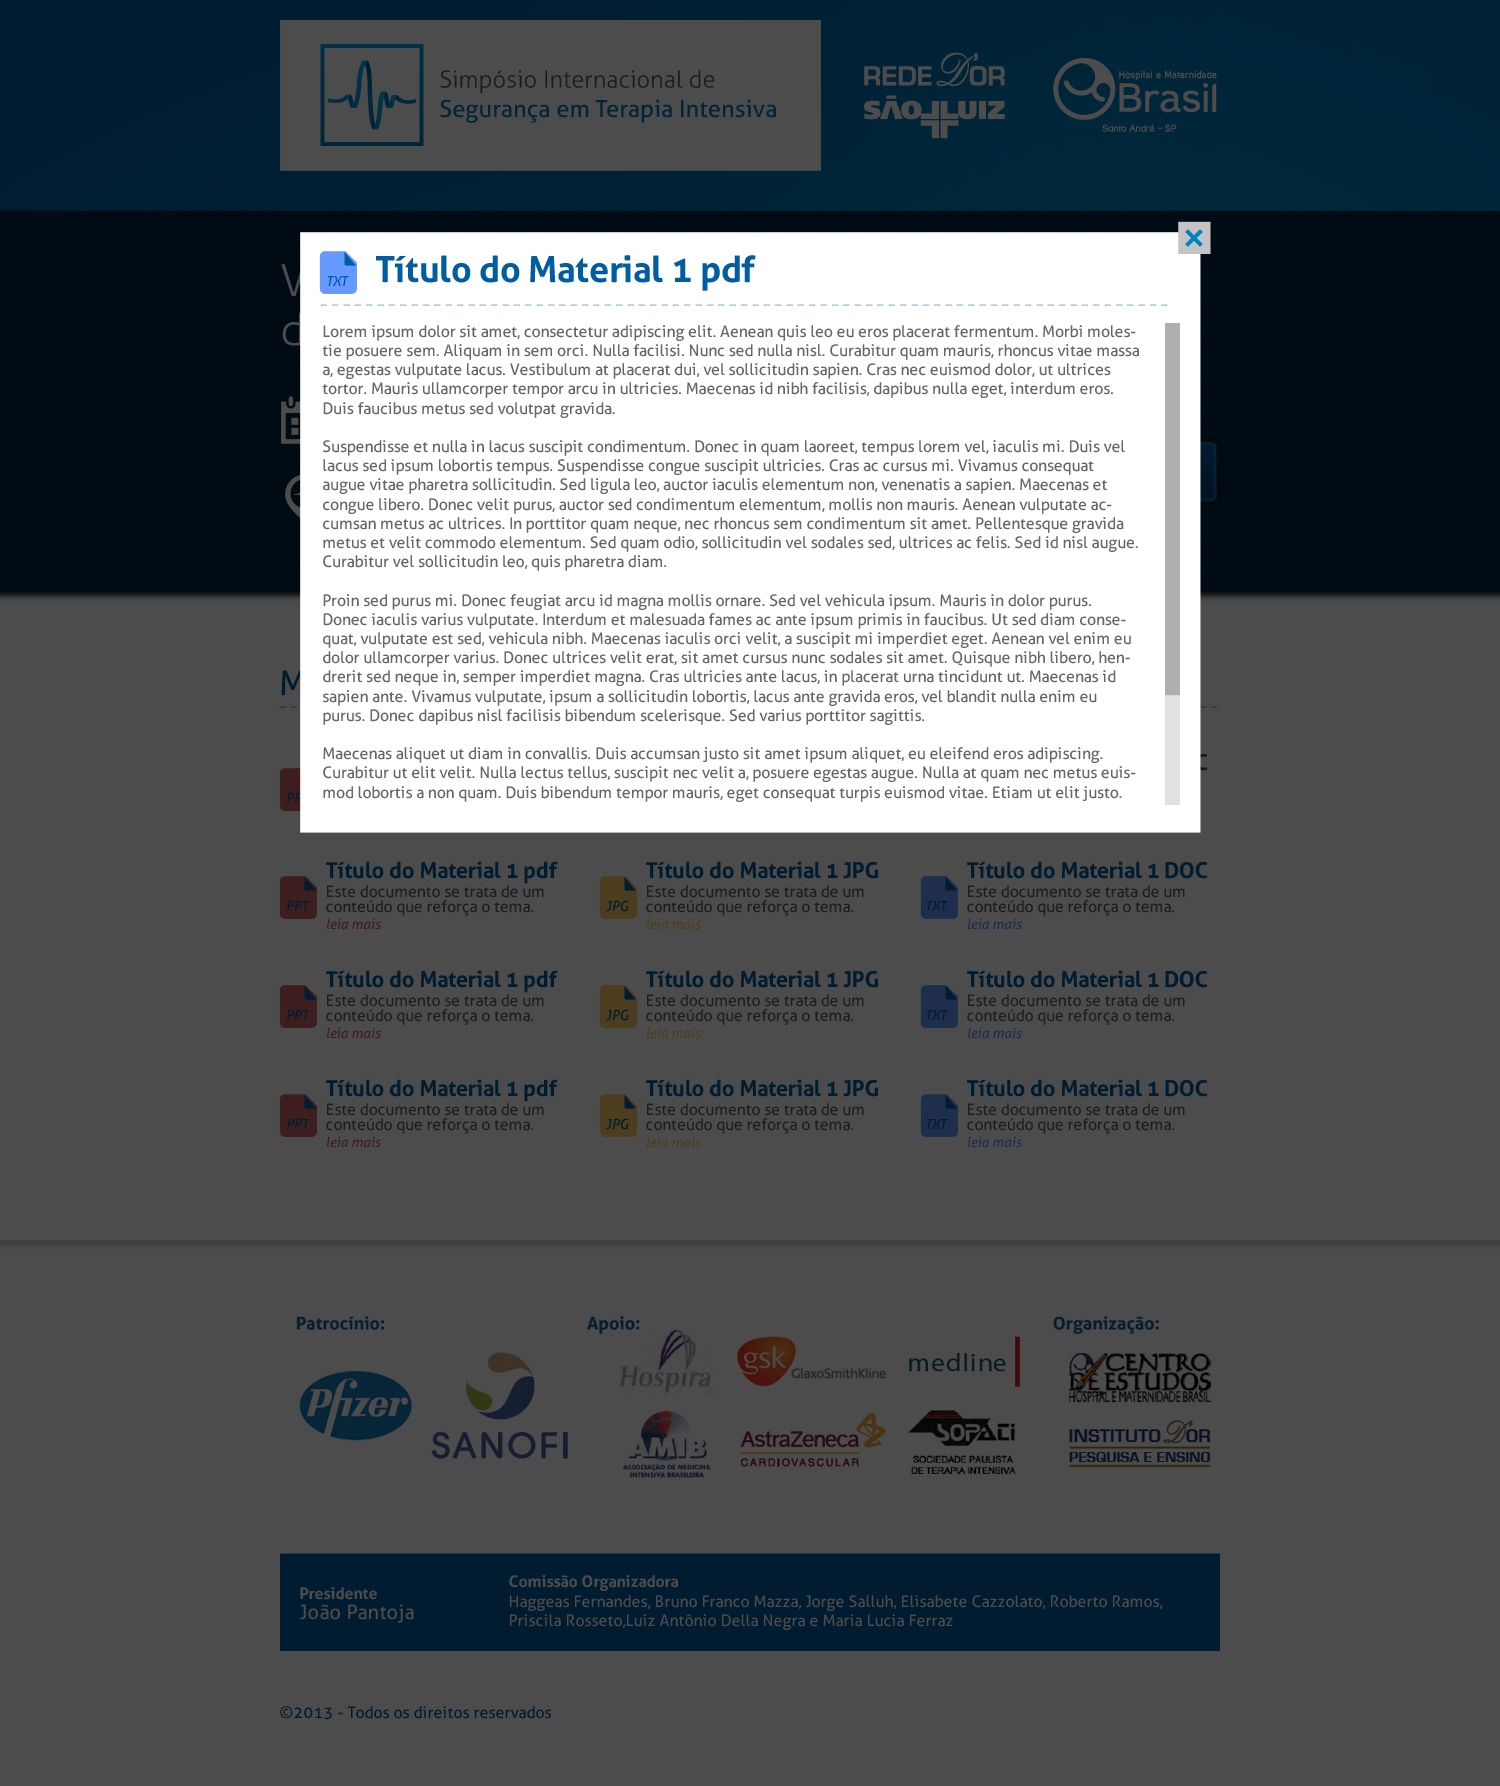 Simpósio Internacional de
Segurança em Terapia Intensiva
REDE D'OR
SÃO LUIZ
Hospital e Maternidade
Brasil
Santo André - SP
TXT
Título do Material 1 pdf
Lorem ipsum dolor sit amet, consectetur adipiscing elit. Aenean quis leo eu eros placerat fermentum. Morbi moles-
tie posuere sem. Aliquam in sem orci. Nulla facilisi. Nunc sed nulla nisl. Curabitur quam mauris, rhoncus vitae massa
a, egestas vulputate lacus. Vestibulum at placerat dui, vel sollicitudin sapien. Cras nec euismod dolor, ut ultrices
tortor. Mauris ullamcorper tempor arcu in ultricies. Maecenas id nibh facilisis, dapibus nulla eget, interdum eros.
Duis faucibus metus sed volutpat gravida.
Suspendisse et nulla in lacus suscipit condimentum. Donec in quam laoreet, tempus lorem vel, iaculis mi. Duis vel
lacus sed ipsum lobortis tempus. Suspendisse congue suscipit ultricies. Cras ac cursus mi. Vivamus consequat
augue vitae pharetra sollicitudin. Sed ligula leo, auctor iaculis elementum non, venenatis a sapien. Maecenas et
congue libero. Donec velit purus, auctor sed condimentum elementum, mollis non mauris. Aenean vulputate ac-
cumsan metus ac ultrices. In porttitor quam neque, nec rhoncus sem condimentum sit amet. Pellentesque gravida
metus et velit commodo elementum. Sed quam odio, sollicitudin vel sodales sed, ultrices ac felis. Sed id nisl augue.
Curabitur vel sollicitudin leo, quis pharetra diam.
Proin sed purus mi. Donec feugiat arcu id magna mollis ornare. Sed vel vehicula ipsum. Mauris in dolor purus.
Donec iaculis varius vulputate. Interdum et malesuada fames ac ante ipsum primis in faucibus. Ut sed diam conse-
quat, vulputate est sed, vehicula nibh. Maecenas iaculis orci velit, a suscipit mi imperdiet eget. Aenean vel enim eu
dolor ullamcorper varius. Donec ultrices velit erat, sit amet cursus nunc sodales sit amet. Quisque nibh libero, hen-
drerit sed neque in, semper imperdiet magna. Cras ultricies ante lacus, in placerat urna tincidunt ut. Maecenas id
sapien ante. Vivamus vulputate, ipsum a sollicitudin lobortis, lacus ante gravida eros, vel blandit nulla enim eu
purus. Donec dapibus nisl facilisis bibendum scelerisque. Sed varius porttitor sagittis.
Maecenas aliquet ut diam in convallis. Duis accumsan justo sit amet ipsum aliquet, eu eleifend eros adipiscing.
Curabitur ut elit velit. Nulla lectus tellus, suscipit nec velit a, posuere egestas augue. Nulla at quam nec metus euis-
mod lobortis a non quam. Duis bibendum tempor mauris, eget consequat turpis euismod vitae. Etiam ut elit justo.
PPT
Título do Material 1 pdf
Este documento se trata de um
conteúdo que reforça o tema.
leia mais
JPG
Título do Material 1 JPG
Este documento se trata de um
conteúdo que reforça o tema.
leia mais
TXT
Título do Material 1 DOC
Este documento se trata de um
conteúdo que reforça o tema.
leia mais
PPT
Título do Material 1 pdf
Este documento se trata de um
conteúdo que reforça o tema.
leia mais
JPG
Título do Material 1 JPG
Este documento se trata de um
conteúdo que reforça o tema.
leia mais
TXT
Título do Material 1 DOC
Este documento se trata de um
conteúdo que reforça o tema.
leia mais
PPT
Título do Material 1 pdf
Este documento se trata de um
conteúdo que reforça o tema.
leia mais
JPG
Título do Material 1 JPG
Este documento se trata de um
conteúdo que reforça o tema.
leia mais
TXT
Título do Material 1 DOC
Este documento se trata de um
conteúdo que reforça o tema.
leia mais
Patrocínio:
Pfizer
SANOFI
Apoio:
Hospira
gsk GlaxoSmithKline
medline
AMIB
ASSOCIAÇÃO DE MEDICINA
INTENSIVA BRASILEIRA
AstraZeneca
CARDIOVASCULAR
SOPATI
SOCIEDADE PAULISTA
DE TERAPIA INTENSIVA
Organização:
CENTRO
DE ESTUDOS
HOSPITAL E MATERNIDADE BRASIL
INSTITUTO D'OR
PESQUISA E ENSINO
Presidente
João Pantoja
Comissão Organizadora
Haggeas Fernandes, Bruno Franco Mazza, Jorge Salluh, Elisabete Cazzolato, Roberto Ramos,
Priscila Rosseto,Luiz Antônio Della Negra e Maria Lucia Ferraz
©2013 - Todos os direitos reservados